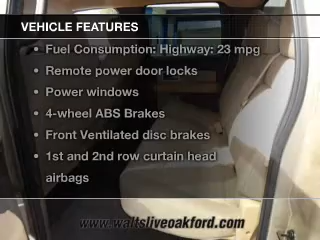 VEHICLE FEATURES
• Fuel Consumption: Highway: 23 mpg
• Remote power door locks
• Power windows
• 4-wheel ABS Brakes
• Front Ventilated disc brakes
• 1st and 2nd row curtain head
airbags
www.waltsliveoakford.com